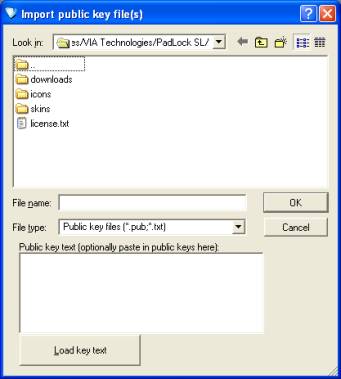 Import public key file(s)
Look in: ss/VIA Technologies/PadLock SL/
..
downloads
icons
skins
license.txt
File name: OK
File type: Public key files (*.pub;*.txt) Cancel
Public key text (optionally paste in public keys here):
Load key text